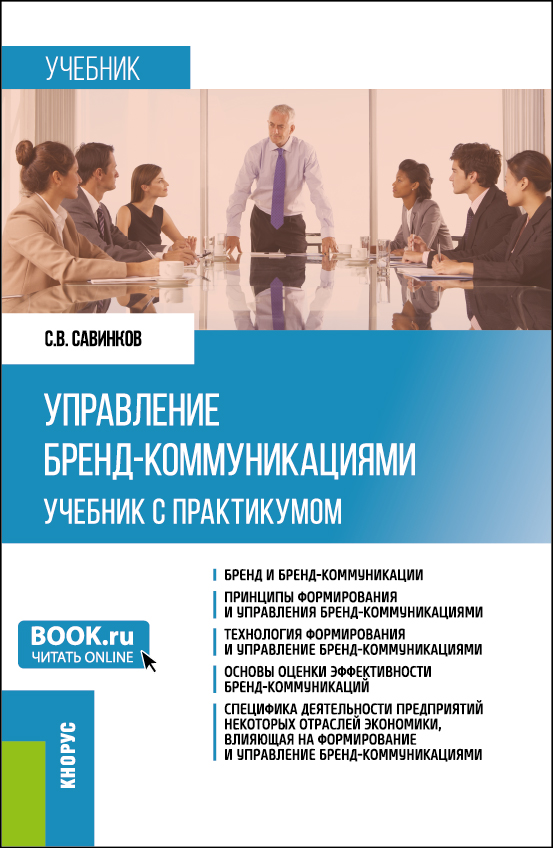 УЧЕБНИК
С.В. САВИНКОВ
УПРАВЛЕНИЕ
БРЕНД-КОММУНИКАЦИЯМИ
УЧЕБНИК С ПРАКТИКУМОМ
БРЕНД И БРЕНД-КОММУНИКАЦИИ
ПРИНЦИПЫ ФОРМИРОВАНИЯ
И УПРАВЛЕНИЯ БРЕНД-КОММУНИКАЦИЯМИ
ТЕХНОЛОГИЯ ФОРМИРОВАНИЯ
И УПРАВЛЕНИЕ БРЕНД-КОММУНИКАЦИЯМИ
ОСНОВЫ ОЦЕНКИ ЭФФЕКТИВНОСТИ
БРЕНД-КОММУНИКАЦИЙ
СПЕЦИФИКА ДЕЯТЕЛЬНОСТИ ПРЕДПРИЯТИЙ
НЕКОТОРЫХ ОТРАСЛЕЙ ЭКОНОМИКИ,
ВЛИЯЮЩАЯ НА ФОРМИРОВАНИЕ
И УПРАВЛЕНИЕ БРЕНД-КОММУНИКАЦИЯМИ
BOOK.ru
ЧИТАТЬ ONLINE
КНОРУС